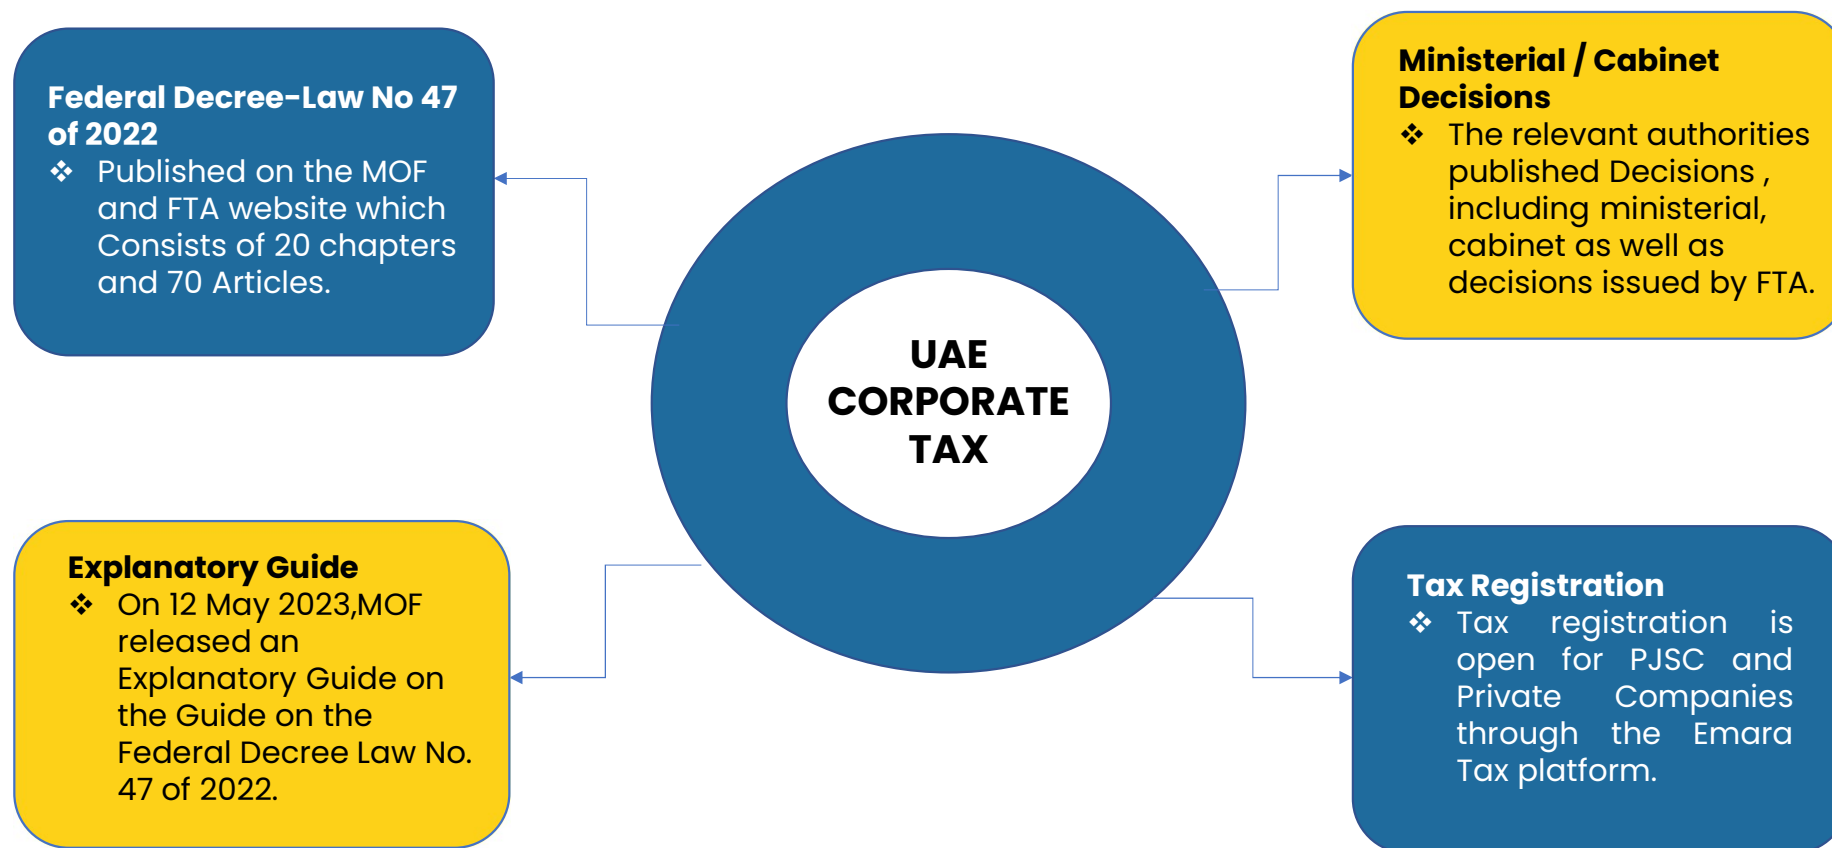 Federal Decree-Law No 47
of 2022
❖ Published on the MOF
and FTA website which
Consists of 20 chapters
and 70 Articles.
Ministerial / Cabinet
Decisions
❖ The relevant authorities
published Decisions ,
including ministerial,
cabinet as well as
decisions issued by FTA.
UAE
CORPORATE
TAX
Explanatory Guide
❖ On 12 May 2023,MOF
released an
Explanatory Guide on
the Guide on the
Federal Decree Law No.
47 of 2022.
Tax Registration
❖ Tax registration is
open for PJSC and
Private Companies
through the Emara
Tax platform.